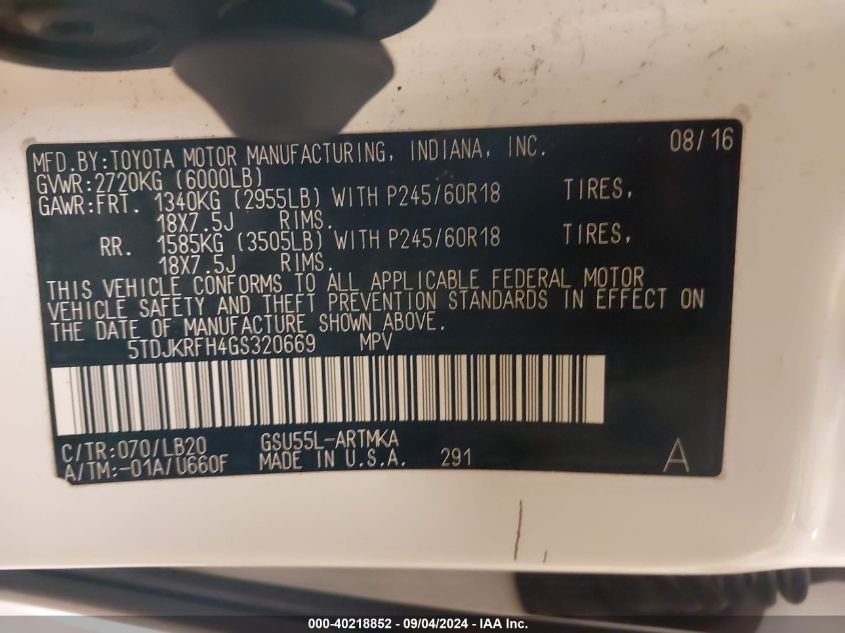 MFD.BY:TOYOTA MOTOR MANUFACTURING, INDIANA, INC. 08/16
GVWR:2720KG (6000LB)
GAWR:FRT. 1340KG (2955LB) WITH P245/60R18 TIRES,
18X7.5J RIMS.
RR. 1585KG (3505LB) WITH P245/60R18 TIRES,
18X7.5J RIMS.
THIS VEHICLE CONFORMS TO ALL APPLICABLE FEDERAL MOTOR
VEHICLE SAFETY AND THEFT PREVENTION STANDARDS IN EFFECT ON
THE DATE OF MANUFACTURE SHOWN ABOVE.
5TDJKRFH4GS320669 MPV
C/TR:070/LB20 GSU55L-ARTMKA
A/TM:-01A/U660F MADE IN U.S.A. 291 A
000-40218852 - 09/04/2024 - IAA Inc.